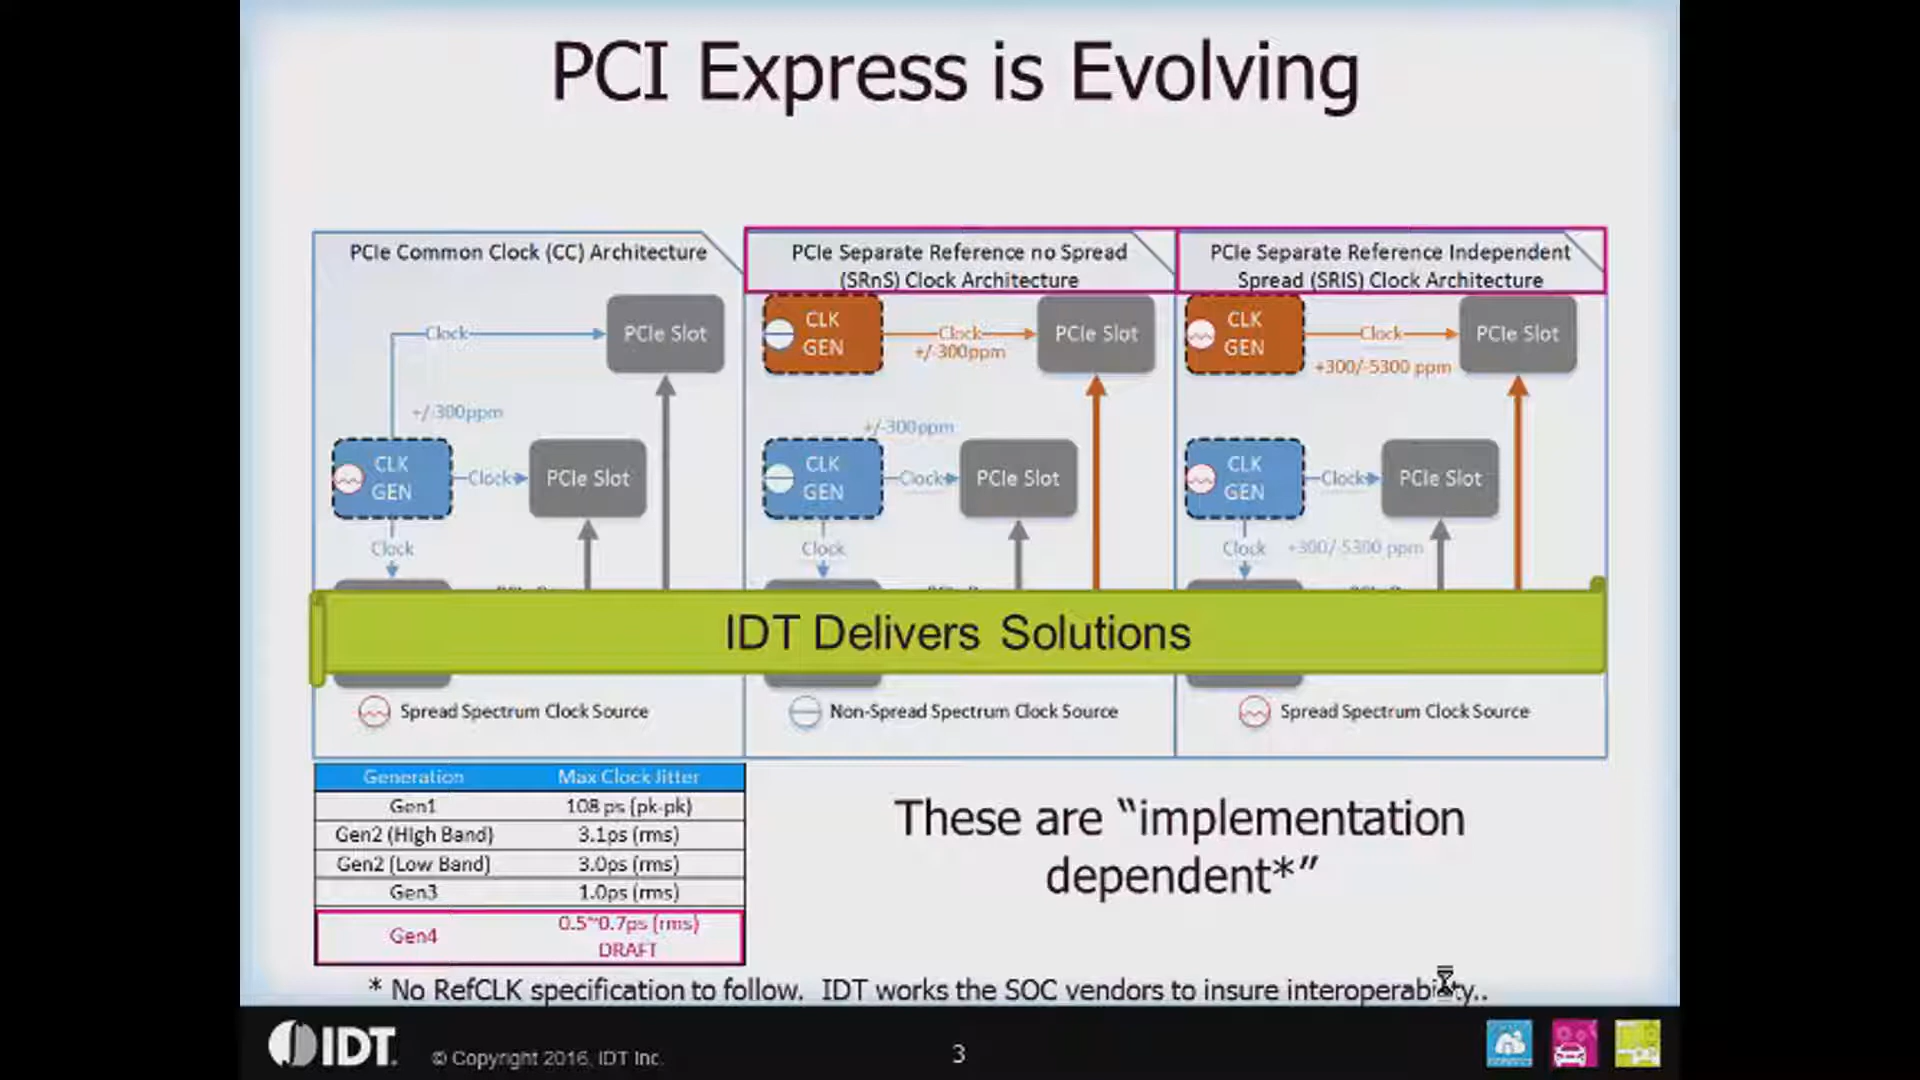 PCI Express is Evolving
PCIe Common Clock (CC) Architecture
Clock
PCIe Slot
+/-300ppm
CLK
GEN
Clock
PCIe Slot
Clock
Spread Spectrum Clock Source
PCIe Separate Reference no Spread
(SRnS) Clock Architecture
CLK
GEN
Clock
+/-300ppm
PCIe Slot
+/-300ppm
CLK
GEN
Clock
PCIe Slot
Clock
Non-Spread Spectrum Clock Source
PCIe Separate Reference Independent
Spread (SRIS) Clock Architecture
CLK
GEN
Clock
+300/-5300 ppm
PCIe Slot
CLK
GEN
Clock
PCIe Slot
Clock
+300/-5300 ppm
Spread Spectrum Clock Source
IDT Delivers Solutions
Generation Max Clock Jitter
Gen1 108 ps (pk-pk)
Gen2 (High Band) 3.1ps (rms)
Gen2 (Low Band) 3.0ps (rms)
Gen3 1.0ps (rms)
Gen4 0.5~0.7ps (rms)
DRAFT
These are “implementation
dependent*”
* No RefCLK specification to follow. IDT works the SOC vendors to insure interoperability..
IDT.
© Copyright 2016, IDT Inc.
3